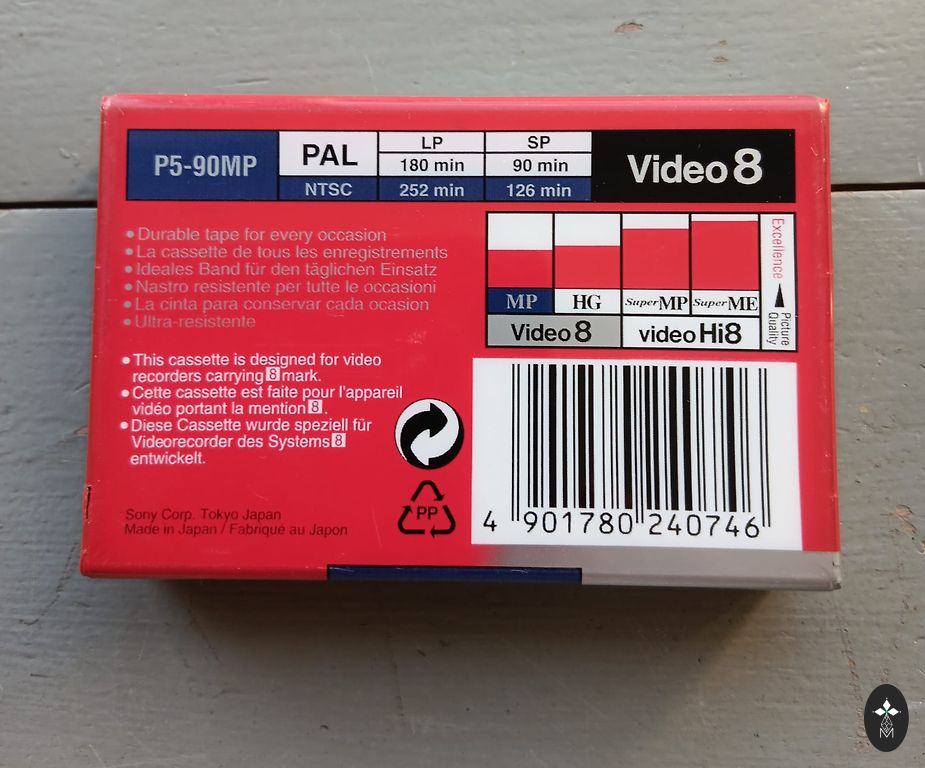 P5-90MP
PAL
NTSC
LP
180 min
252 min
SP
90 min
126 min
Video 8
• Durable tape for every occasion
• La cassette de tous les enregistrements
• Ideales Band für den täglichen Einsatz
• Nastro resistente per tutte le occasioni
• La cinta para conservar cada ocasion
• Ultra-resistente
MP
HG
Super MP
Super ME
Video 8
video Hi8
Excellence
Picture
Quality
• This cassette is designed for video
recorders carrying 8 mark.
• Cette cassette est faite pour l'appareil
vidéo portant la mention 8.
• Diese Cassette wurde speziell für
Videorecorder des Systems 8
entwickelt.
PP
Sony Corp. Tokyo Japan
Made in Japan / Fabriqué au Japon
4 901780 240746
M